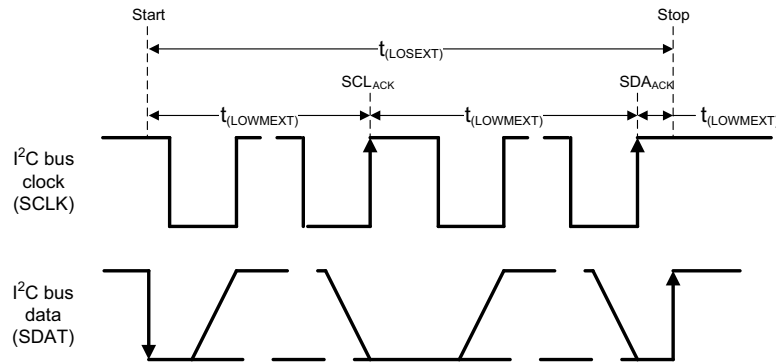 Start Stop
t(LOSEXT)
SCLACK SDAACK
t(LOWMEXT) t(LOWMEXT) t(LOWMEXT)
I2C bus
clock
(SCLK)
I2C bus
data
(SDAT)